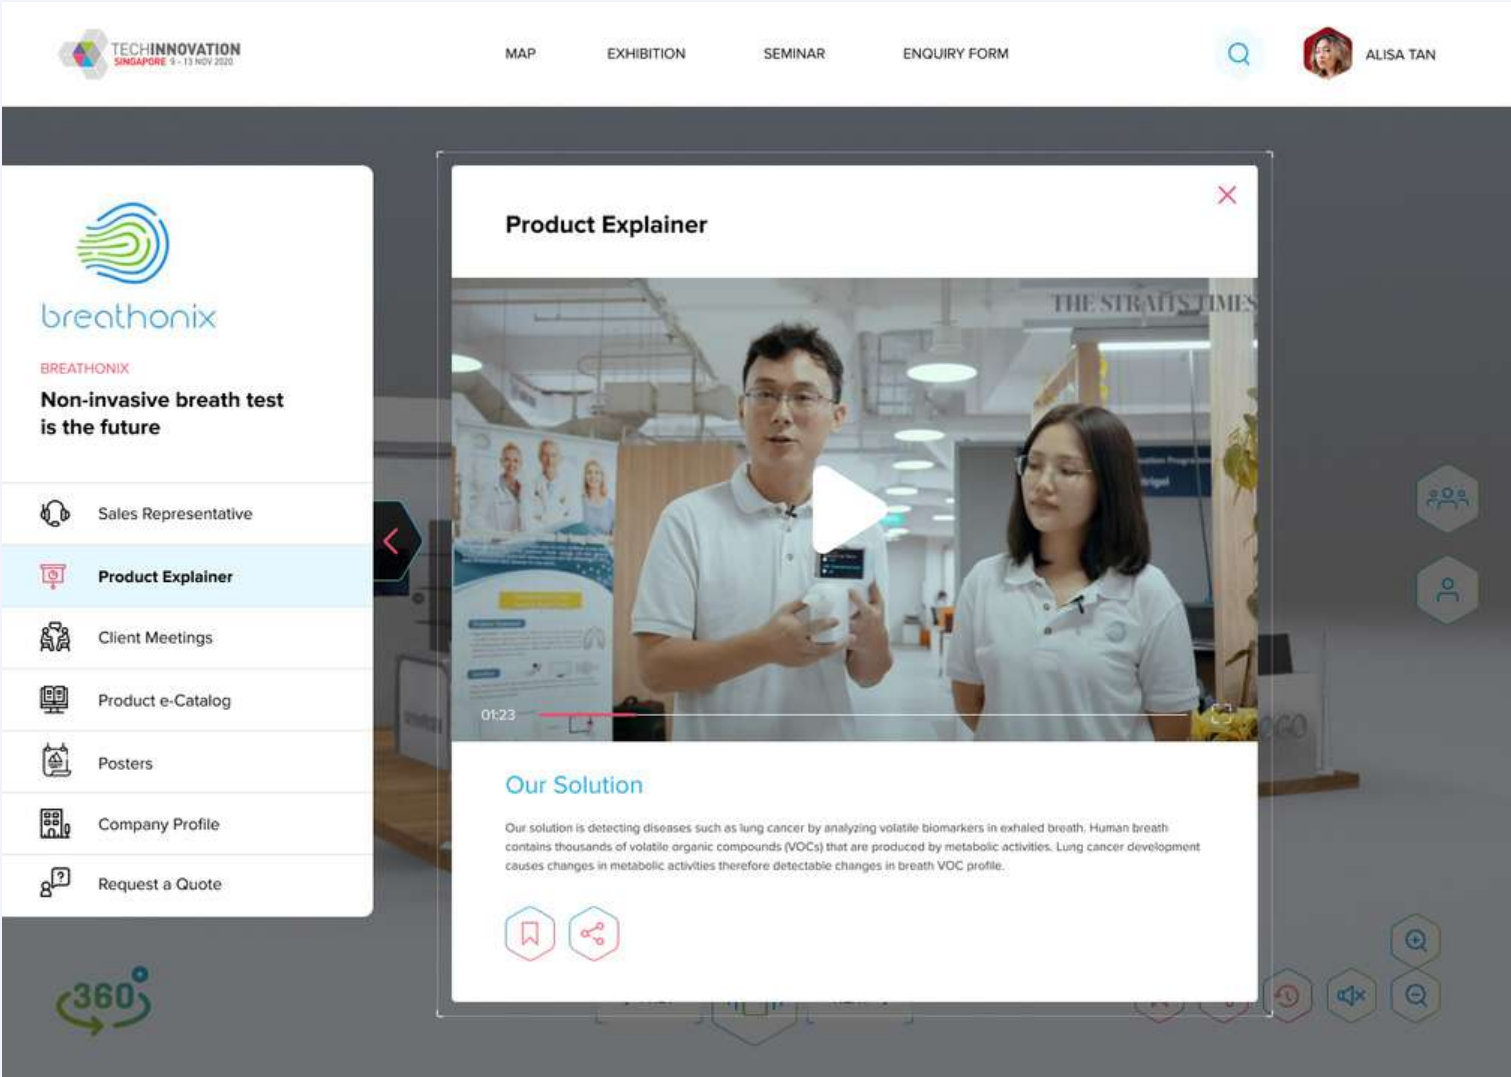 TECHINNOVATION
SINGAPORE 9 - 13 NOV 2020
MAP
EXHIBITION
SEMINAR
ENQUIRY FORM
ALISA TAN
breathonix
BREATHONIX
Non-invasive breath test
is the future
Sales Representative
Product Explainer
Client Meetings
Product e-Catalog
Posters
Company Profile
Request a Quote
360°
Product Explainer
THE STRAITS TIMES
01:23
Our Solution
Our solution is detecting diseases such as lung cancer by analyzing volatile biomarkers in exhaled breath. Human breath
contains thousands of volatile organic compounds (VOCs) that are produced by metabolic activities. Lung cancer development
causes changes in metabolic activities therefore detectable changes in breath VOC profile.